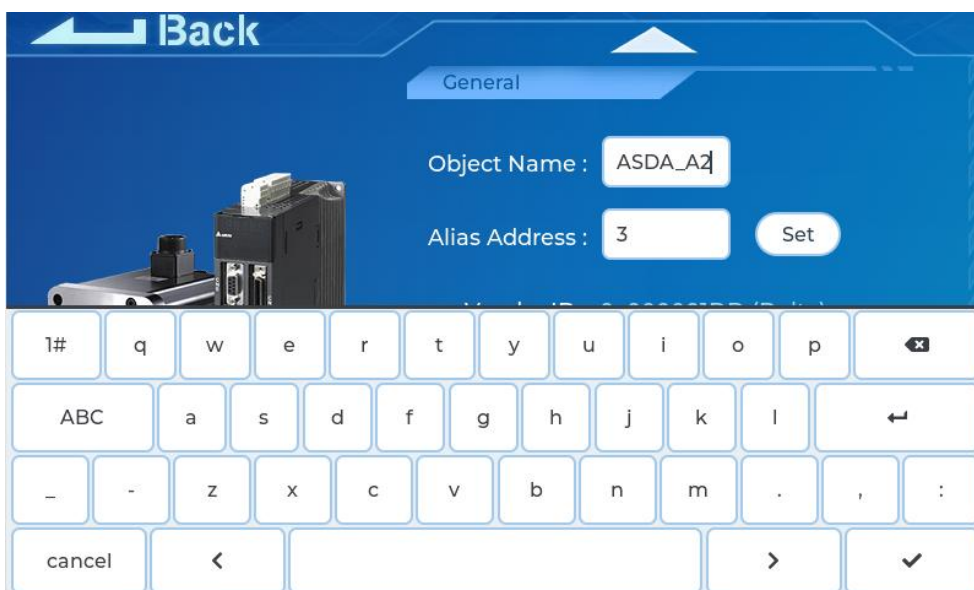 Back
General
Object Name : ASDA_A2
Alias Address : 3 Set
1# q w e r t y u i o p
ABC a s d f g h j k l
_ - z x c v b n m . , :
cancel < >